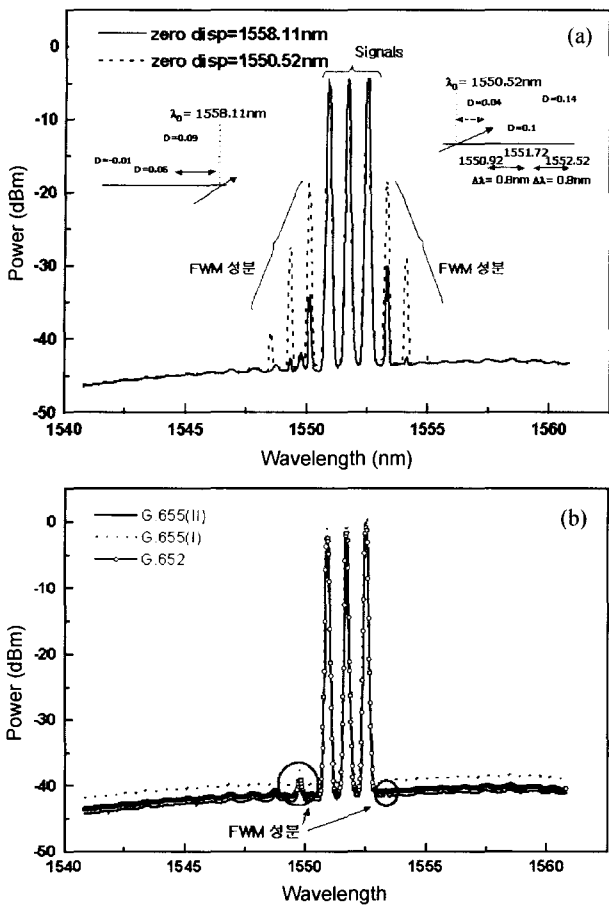 (a)
zero disp=1558.11nm
zero disp=1550.52nm
Signals
λ₀ = 1558.11nm
D=0.09
D=-0.01
D=0.06
λ₀ = 1550.52nm
D=0.04
D=0.14
D=0.1
1551.72
1550.92
1552.52
Δλ= 0.8nm
Δλ= 0.8nm
FWM 성분
FWM 성분
0
-10
-20
-30
-40
-50
Power (dBm)
1540
1545
1550
1555
1560
Wavelength (nm)
(b)
G.655(II)
G.655(I)
G.652
0
-10
-20
-30
-40
-50
Power (dBm)
FWM 성분
1540
1545
1550
1555
1560
Wavelength